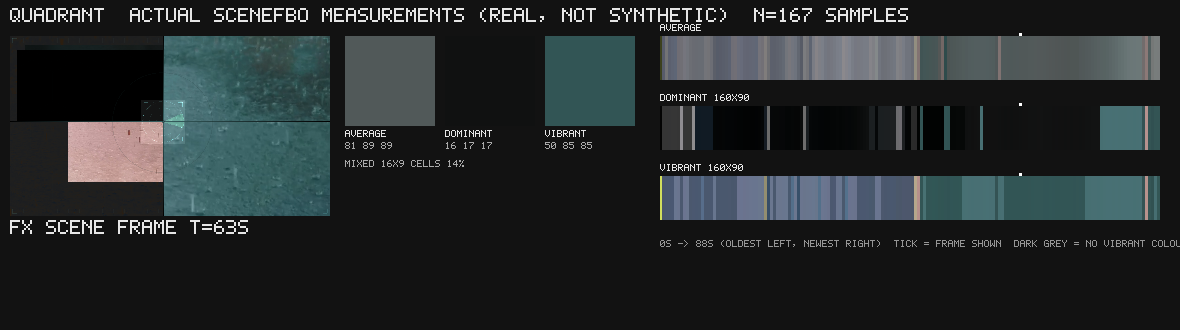 QUADRANT  ACTUAL SCENEFBO MEASUREMENTS (REAL, NOT SYNTHETIC)  N=167 SAMPLES
AVERAGE
DOMINANT 160X90
VIBRANT 160X90
AVERAGE DOMINANT VIBRANT
81 89 89 16 17 17 50 85 85
MIXED 16X9 CELLS 14%
FX SCENE FRAME T=63S
0S -> 88S (OLDEST LEFT, NEWEST RIGHT)  TICK = FRAME SHOWN  DARK GREY = NO VIBRANT COLOU